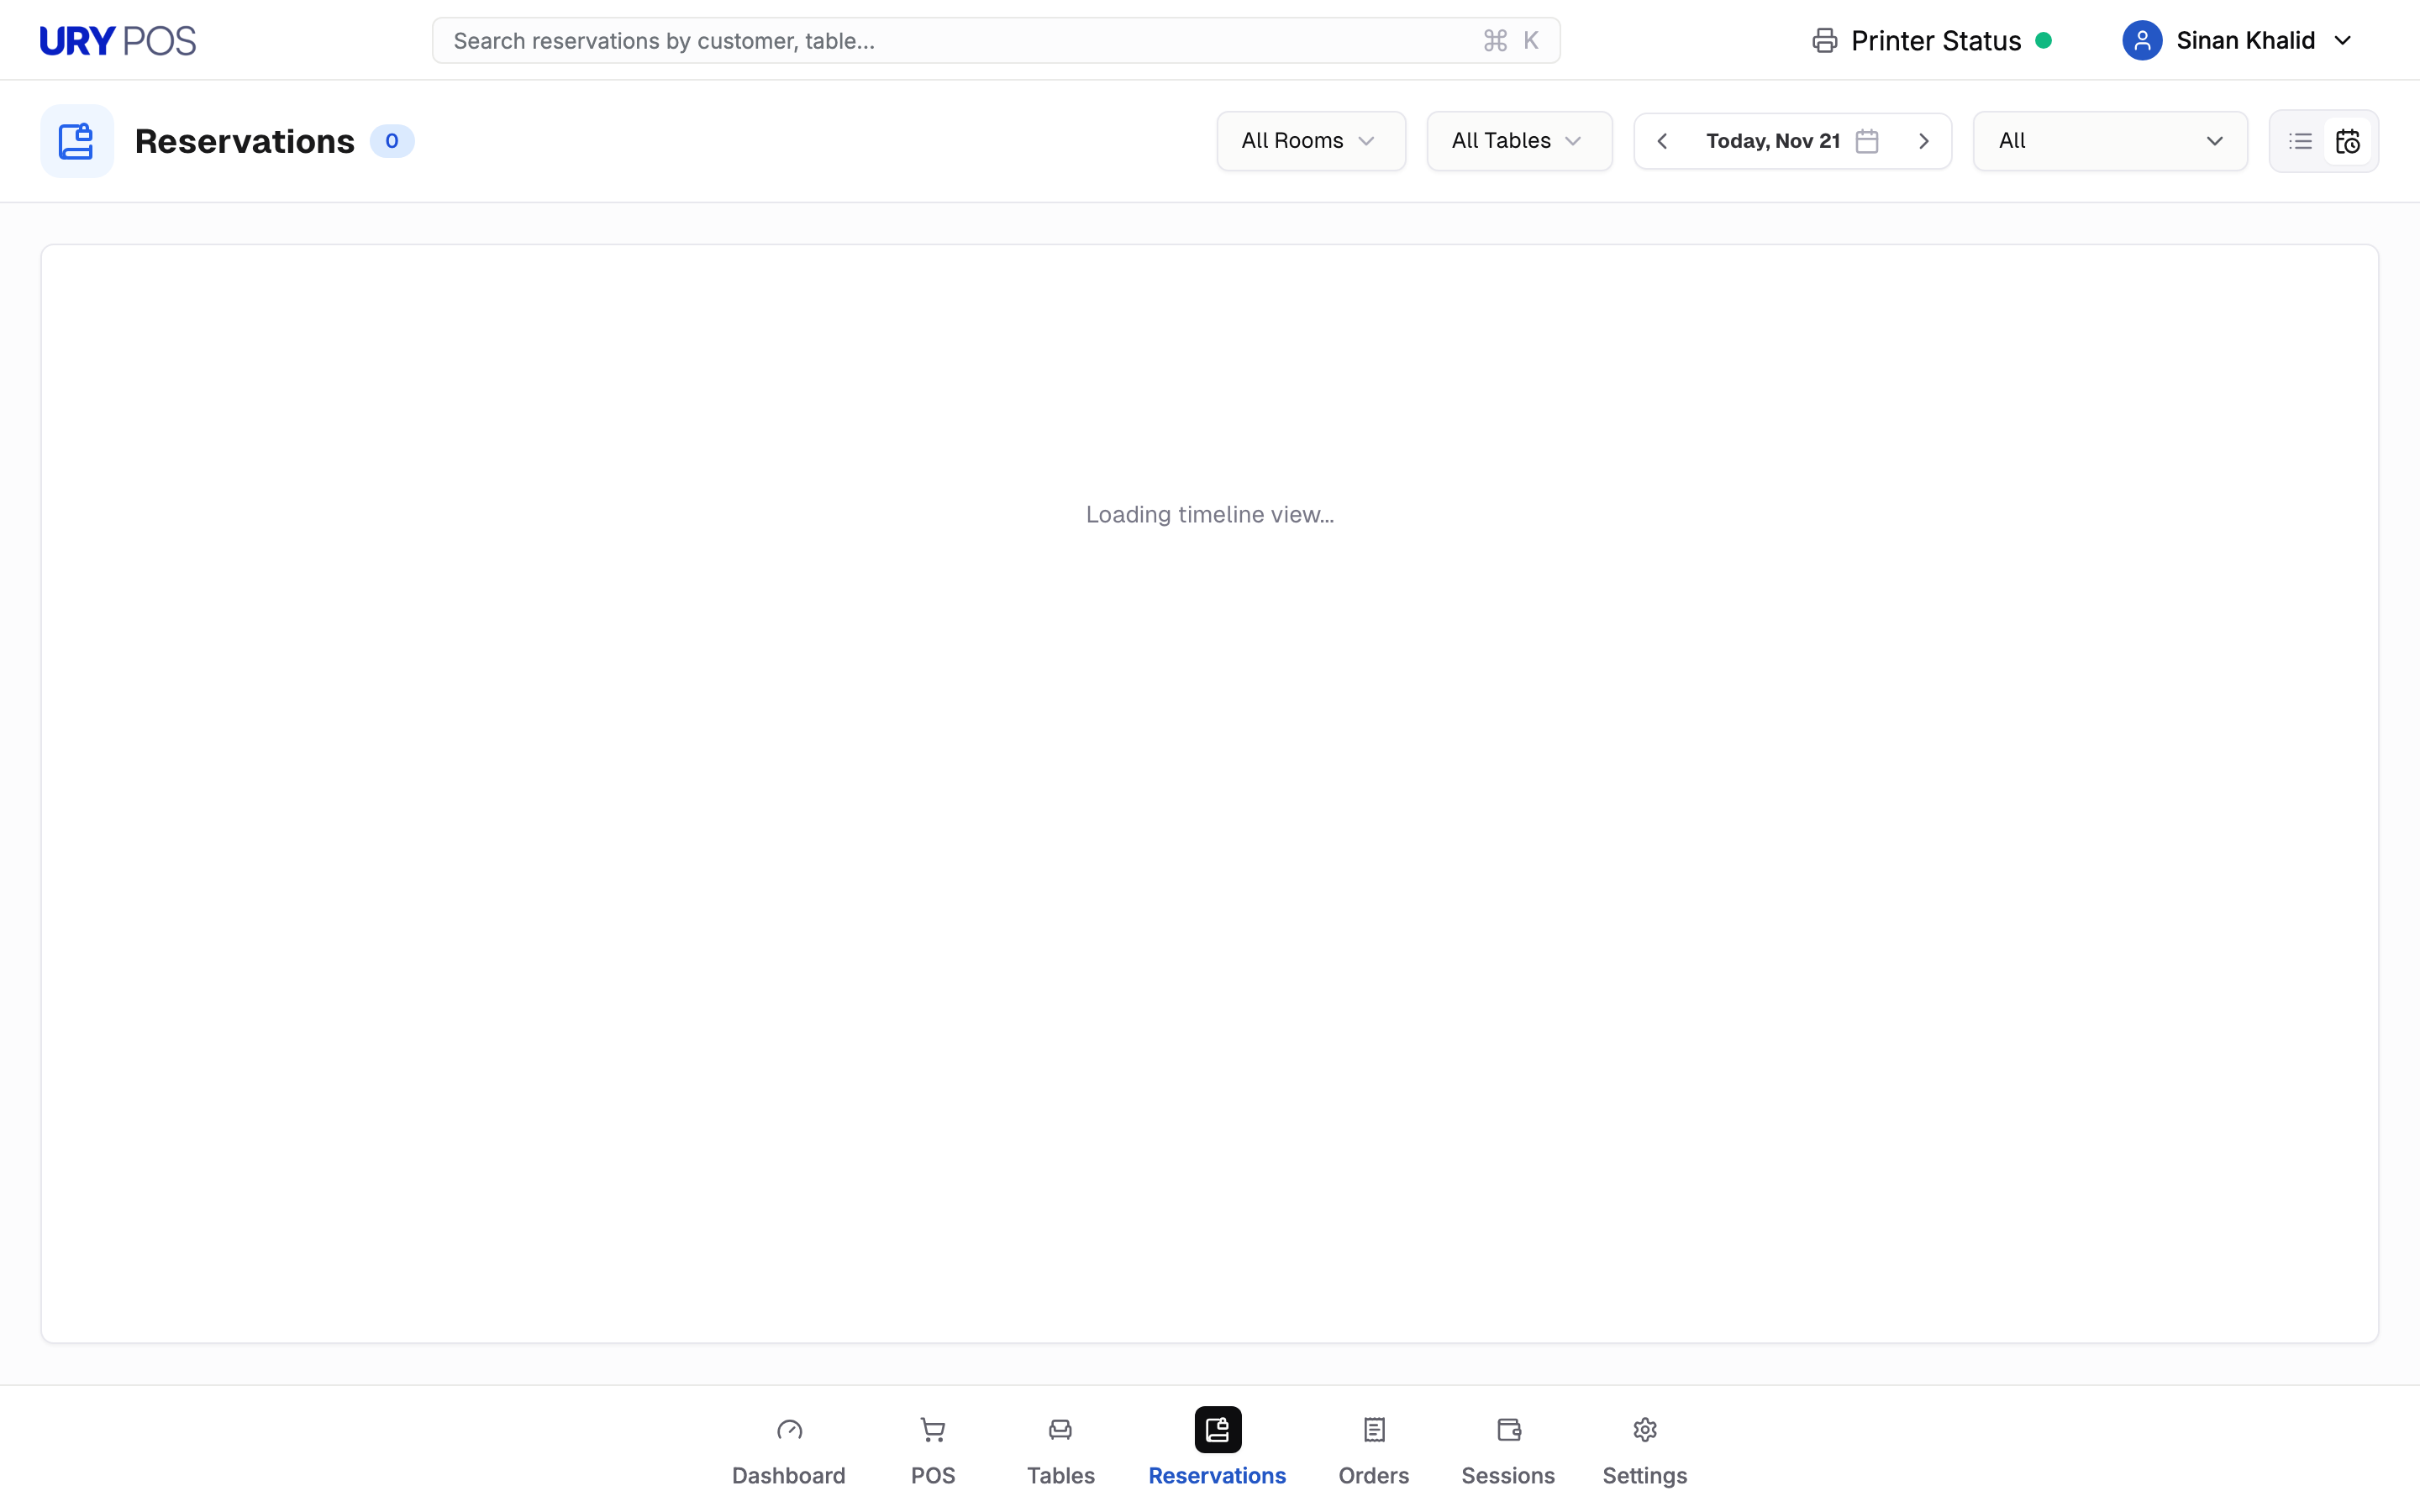 URY POS
Search reservations by customer, table...
⌘ K
Printer Status
Sinan Khalid
Reservations
0
All Rooms
All Tables
Today, Nov 21
All
Loading timeline view...
Dashboard
POS
Tables
Reservations
Orders
Sessions
Settings